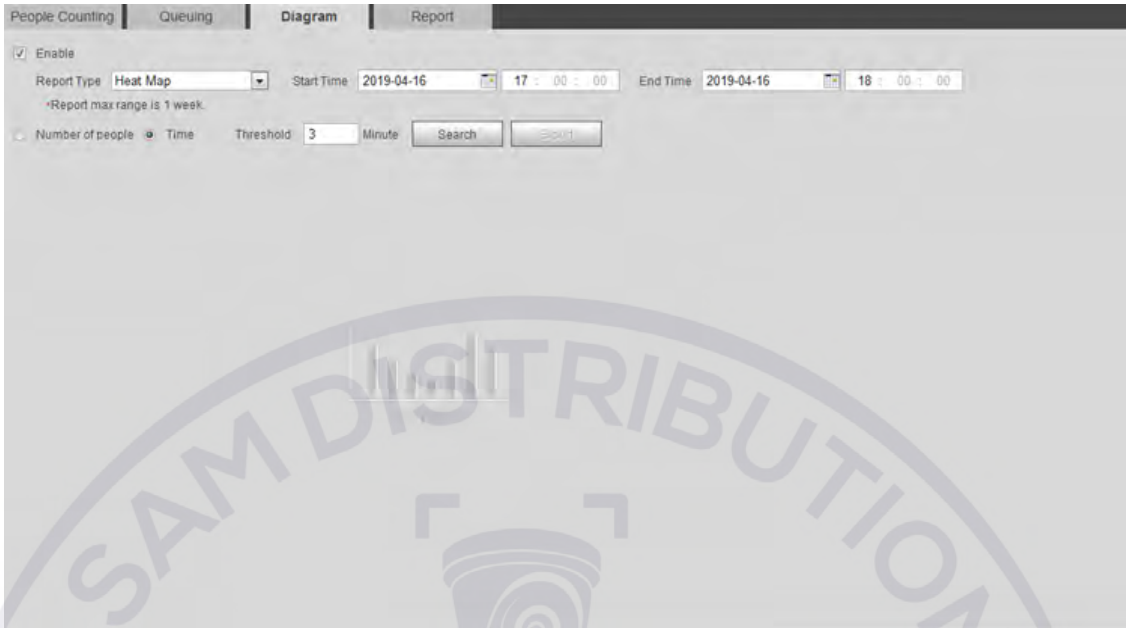 People Counting Queuing Diagram Report
Enable
Report Type Heat Map Start Time 2019-04-16 17 : 00 : 00 End Time 2019-04-16 18 : 00 : 00
*Report max range is 1 week.
Number of people Time Threshold 3 Minute Search Export
SAM DISTRIBUTION